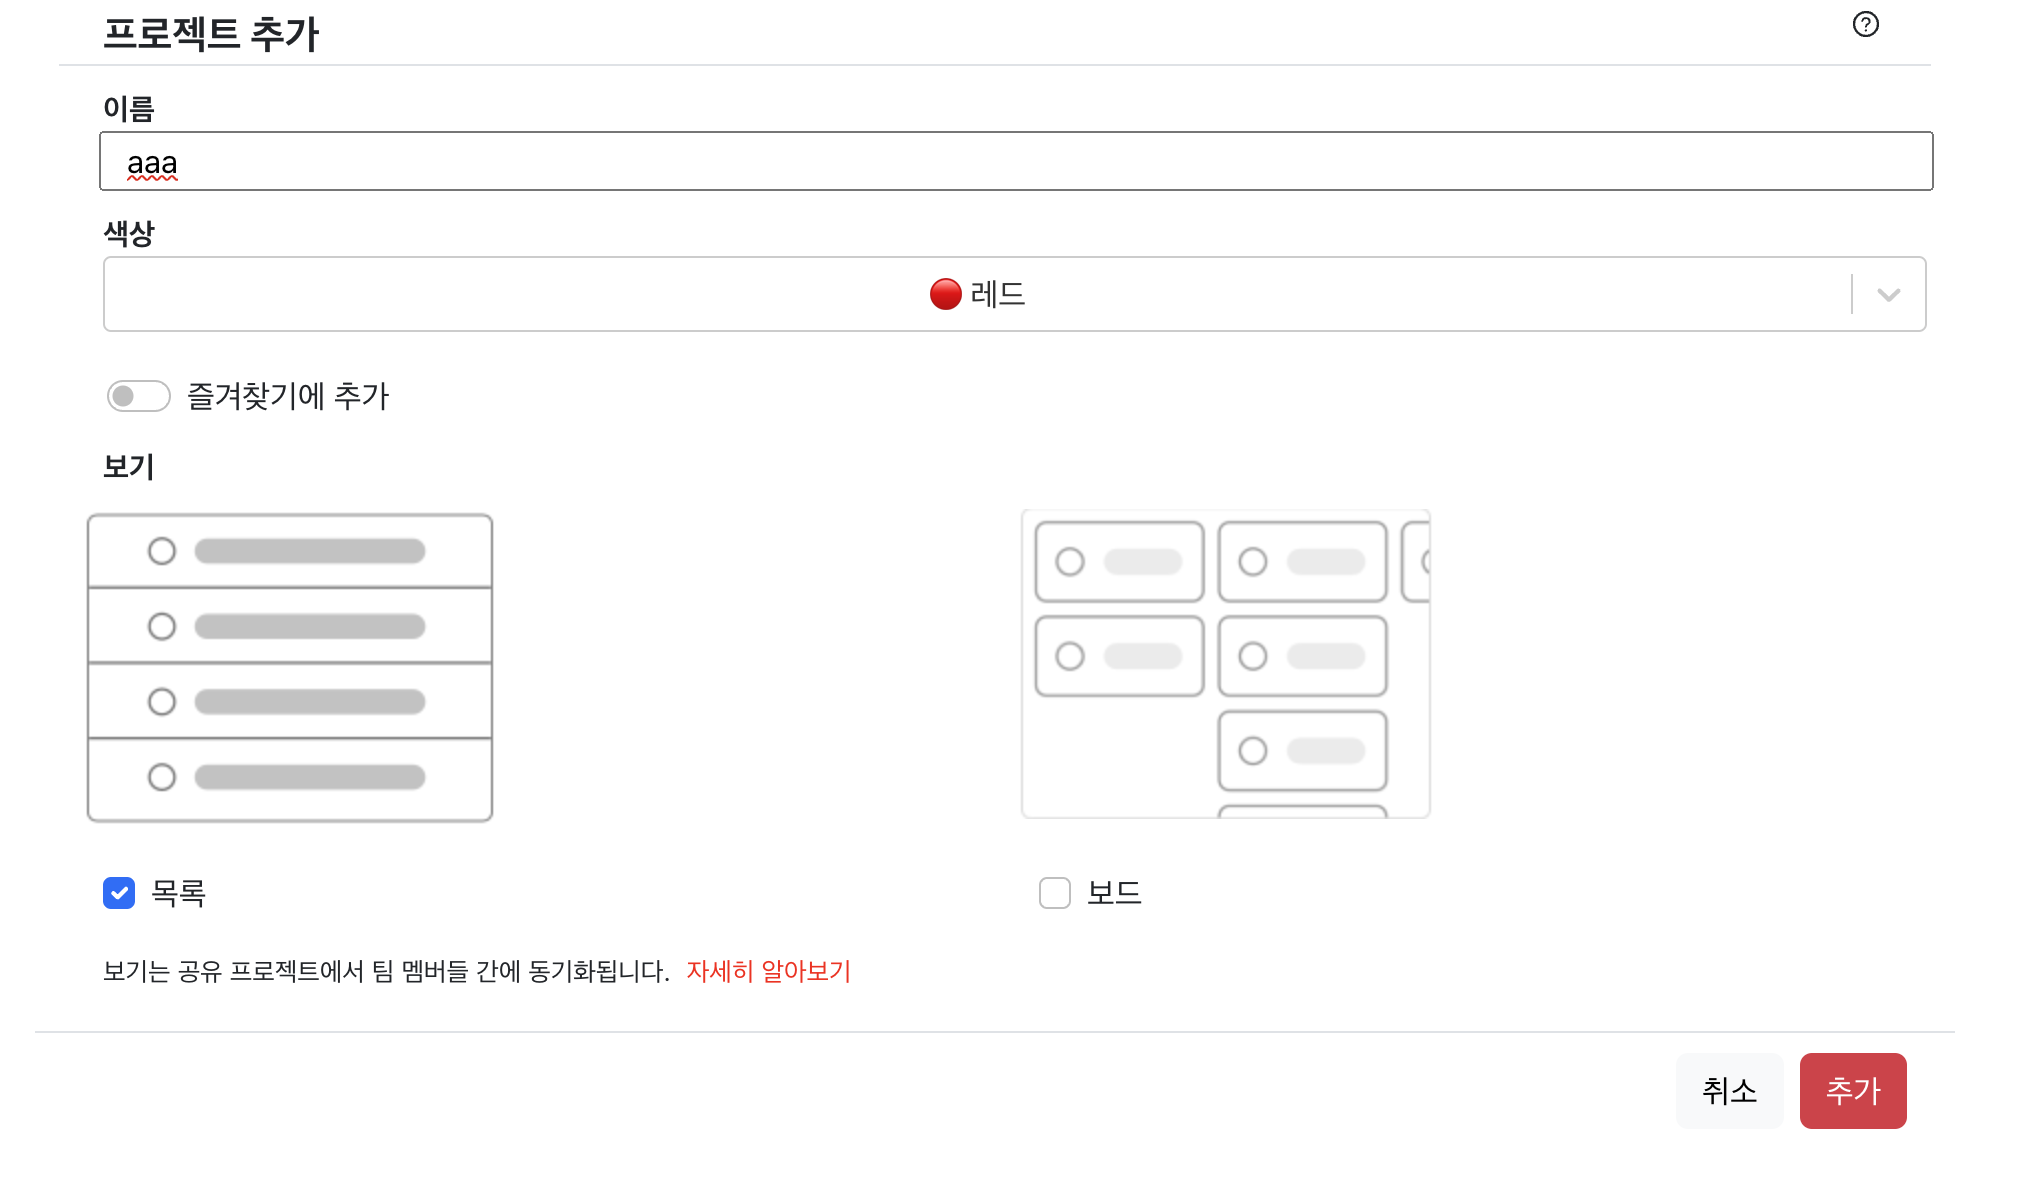 프로젝트 추가
이름
aaa
색상
레드
즐겨찾기에 추가
보기
목록
보드
보기는 공유 프로젝트에서 팀 멤버들 간에 동기화됩니다. 자세히 알아보기
취소
추가